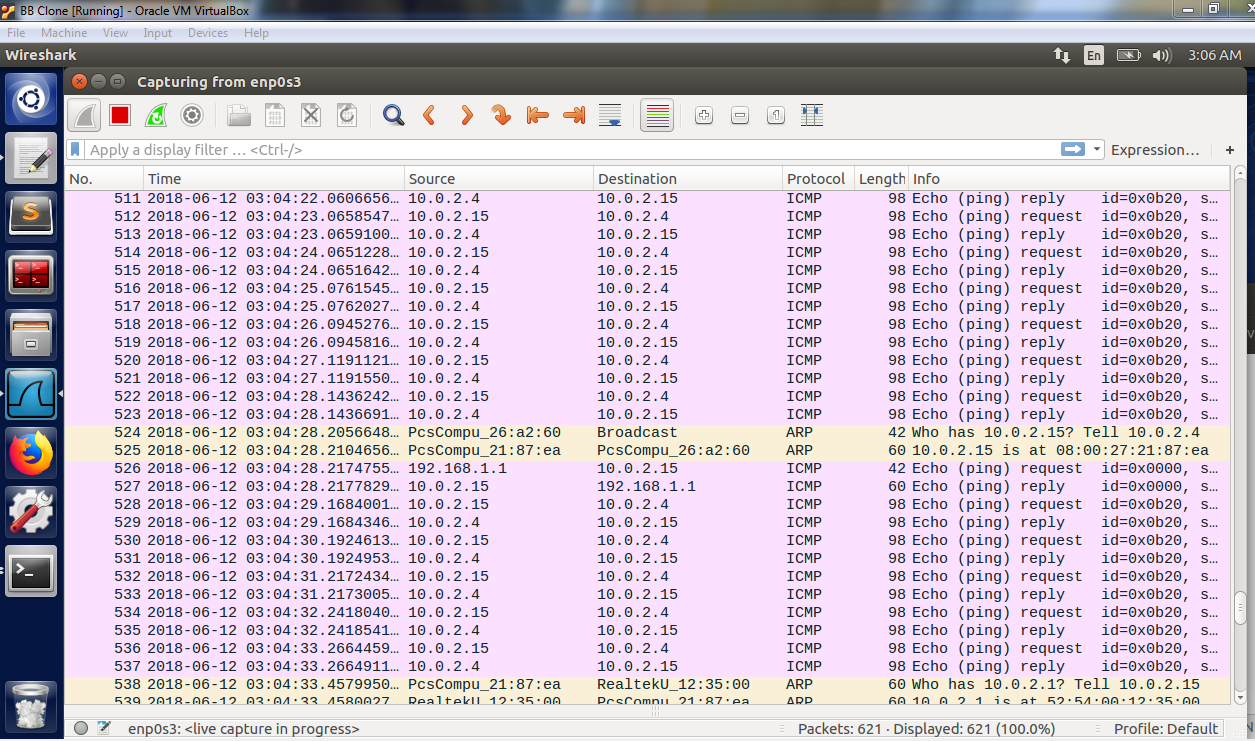 BB Clone [Running] - Oracle VM VirtualBox
File Machine View Input Devices Help
Wireshark En 3:06 AM
Capturing from enp0s3
Apply a display filter … <Ctrl-/> Expression… +
No. Time Source Destination Protocol Length Info
511 2018-06-12 03:04:22.0606656… 10.0.2.4 10.0.2.15 ICMP 98 Echo (ping) reply id=0x0b20, s…
512 2018-06-12 03:04:23.0658547… 10.0.2.15 10.0.2.4 ICMP 98 Echo (ping) request id=0x0b20, s…
513 2018-06-12 03:04:23.0659100… 10.0.2.4 10.0.2.15 ICMP 98 Echo (ping) reply id=0x0b20, s…
514 2018-06-12 03:04:24.0651228… 10.0.2.15 10.0.2.4 ICMP 98 Echo (ping) request id=0x0b20, s…
515 2018-06-12 03:04:24.0651642… 10.0.2.4 10.0.2.15 ICMP 98 Echo (ping) reply id=0x0b20, s…
516 2018-06-12 03:04:25.0761545… 10.0.2.15 10.0.2.4 ICMP 98 Echo (ping) request id=0x0b20, s…
517 2018-06-12 03:04:25.0762027… 10.0.2.4 10.0.2.15 ICMP 98 Echo (ping) reply id=0x0b20, s…
518 2018-06-12 03:04:26.0945276… 10.0.2.15 10.0.2.4 ICMP 98 Echo (ping) request id=0x0b20, s…
519 2018-06-12 03:04:26.0945816… 10.0.2.4 10.0.2.15 ICMP 98 Echo (ping) reply id=0x0b20, s…
520 2018-06-12 03:04:27.1191121… 10.0.2.15 10.0.2.4 ICMP 98 Echo (ping) request id=0x0b20, s…
521 2018-06-12 03:04:27.1191550… 10.0.2.4 10.0.2.15 ICMP 98 Echo (ping) reply id=0x0b20, s…
522 2018-06-12 03:04:28.1436242… 10.0.2.15 10.0.2.4 ICMP 98 Echo (ping) request id=0x0b20, s…
523 2018-06-12 03:04:28.1436691… 10.0.2.4 10.0.2.15 ICMP 98 Echo (ping) reply id=0x0b20, s…
524 2018-06-12 03:04:28.2056648… PcsCompu_26:a2:60 Broadcast ARP 42 Who has 10.0.2.15? Tell 10.0.2.4
525 2018-06-12 03:04:28.2104656… PcsCompu_21:87:ea PcsCompu_26:a2:60 ARP 60 10.0.2.15 is at 08:00:27:21:87:ea
526 2018-06-12 03:04:28.2174755… 192.168.1.1 10.0.2.15 ICMP 42 Echo (ping) request id=0x0000, s…
527 2018-06-12 03:04:28.2177829… 10.0.2.15 192.168.1.1 ICMP 60 Echo (ping) reply id=0x0000, s…
528 2018-06-12 03:04:29.1684001… 10.0.2.15 10.0.2.4 ICMP 98 Echo (ping) request id=0x0b20, s…
529 2018-06-12 03:04:29.1684346… 10.0.2.4 10.0.2.15 ICMP 98 Echo (ping) reply id=0x0b20, s…
530 2018-06-12 03:04:30.1924613… 10.0.2.15 10.0.2.4 ICMP 98 Echo (ping) request id=0x0b20, s…
531 2018-06-12 03:04:30.1924953… 10.0.2.4 10.0.2.15 ICMP 98 Echo (ping) reply id=0x0b20, s…
532 2018-06-12 03:04:31.2172434… 10.0.2.15 10.0.2.4 ICMP 98 Echo (ping) request id=0x0b20, s…
533 2018-06-12 03:04:31.2173005… 10.0.2.4 10.0.2.15 ICMP 98 Echo (ping) reply id=0x0b20, s…
534 2018-06-12 03:04:32.2418040… 10.0.2.15 10.0.2.4 ICMP 98 Echo (ping) request id=0x0b20, s…
535 2018-06-12 03:04:32.2418541… 10.0.2.4 10.0.2.15 ICMP 98 Echo (ping) reply id=0x0b20, s…
536 2018-06-12 03:04:33.2664459… 10.0.2.15 10.0.2.4 ICMP 98 Echo (ping) request id=0x0b20, s…
537 2018-06-12 03:04:33.2664911… 10.0.2.4 10.0.2.15 ICMP 98 Echo (ping) reply id=0x0b20, s…
538 2018-06-12 03:04:33.4579950… PcsCompu_21:87:ea RealtekU_12:35:00 ARP 60 Who has 10.0.2.1? Tell 10.0.2.15
539 2018-06-12 03:04:33.4580027… RealtekU_12:35:00 PcsCompu_21:87:ea ARP 60 10.0.2.1 is at 52:54:00:12:35:00
enp0s3: <live capture in progress> Packets: 621 · Displayed: 621 (100.0%) Profile: Default